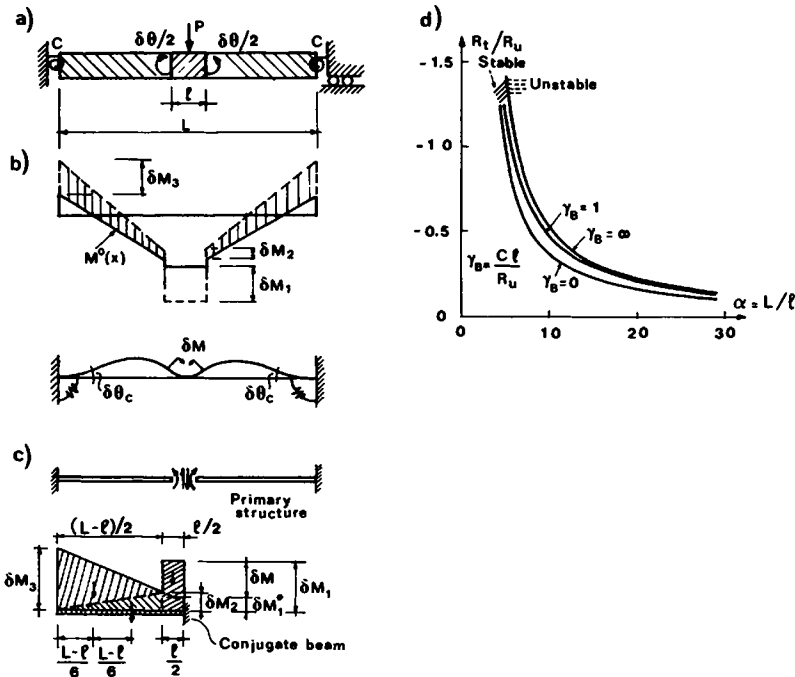 a)
P
C
δθ/2
δθ/2
C
ℓ
L
b)
δM₃
M⁰(x)
δM₂
δM₁
δM
δθc
δθc
c)
Primary
structure
(L-ℓ)/2
ℓ/2
δM₃
δM
δM₁
δM₂
δM₁*
L-ℓ
6
L-ℓ
6
ℓ
2
Conjugate beam
d)
Rt/Ru
Stable
Unstable
-1.5
-1.0
-0.5
0
γB=1
γB=∞
γB=0
γB=Cℓ
Ru
α=L/ℓ
0
10
20
30